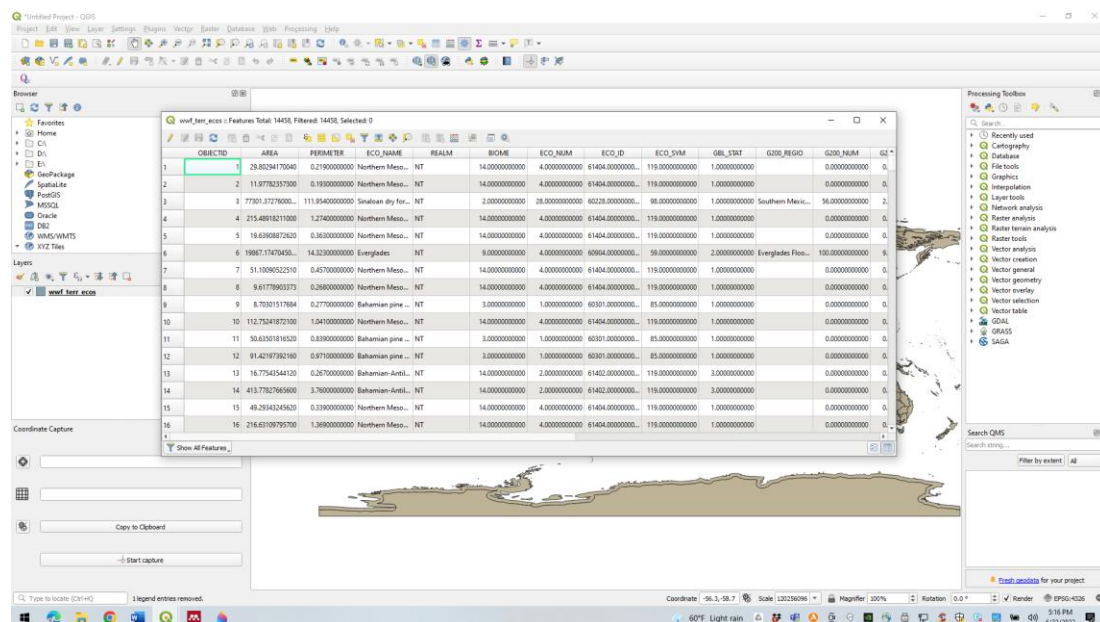 *Untitled Project - QGIS
Project Edit View Layer Settings Plugins Vector Raster Database Web Processing Help
Browser
Favorites
Home
C:\
D:\
E:\
GeoPackage
SpatiaLite
PostGIS
MSSQL
Oracle
DB2
WMS/WMTS
XYZ Tiles
Layers
wwf_terr_ecos
Coordinate Capture
Copy to Clipboard
Start capture
wwf_terr_ecos :: Features Total: 14458, Filtered: 14458, Selected: 0
OBJECTID AREA PERIMETER ECO_NAME REALM BIOME ECO_NUM ECO_ID ECO_SYM GBL_STAT G200_REGIO G200_NUM
1 1 29.80294170040 0.21900000000 Northern Meso... NT 14.00000000000 4.00000000000 61404.00000000... 119.00000000000 1.00000000000 0.00000000000 0.
2 2 11.97782357300 0.19300000000 Northern Meso... NT 14.00000000000 4.00000000000 61404.00000000... 119.00000000000 1.00000000000 0.00000000000 0.
3 3 77301.37276000... 111.95400000000 Sinaloan dry for... NT 2.00000000000 28.00000000000 60228.00000000... 98.00000000000 1.00000000000 Southern Mexic... 56.00000000000 2.
4 4 215.48918211000 1.27400000000 Northern Meso... NT 14.00000000000 4.00000000000 61404.00000000... 119.00000000000 1.00000000000 0.00000000000 0.
5 5 19.63908872620 0.36300000000 Northern Meso... NT 14.00000000000 4.00000000000 61404.00000000... 119.00000000000 1.00000000000 0.00000000000 0.
6 6 19867.17470450... 14.32300000000 Everglades NT 9.00000000000 4.00000000000 60904.00000000... 59.00000000000 2.00000000000 Everglades Floo... 100.00000000000 9.
7 7 51.10090522510 0.45700000000 Northern Meso... NT 14.00000000000 4.00000000000 61404.00000000... 119.00000000000 1.00000000000 0.00000000000 0.
8 8 9.61778903373 0.26800000000 Northern Meso... NT 14.00000000000 4.00000000000 61404.00000000... 119.00000000000 1.00000000000 0.00000000000 0.
9 9 8.70301517684 0.27700000000 Bahamian pine ... NT 3.00000000000 1.00000000000 60301.00000000... 85.00000000000 1.00000000000 0.00000000000 0.
10 10 112.75241872100 1.04100000000 Northern Meso... NT 14.00000000000 4.00000000000 61404.00000000... 119.00000000000 1.00000000000 0.00000000000 0.
11 11 50.63501816520 0.83900000000 Bahamian pine ... NT 3.00000000000 1.00000000000 60301.00000000... 85.00000000000 1.00000000000 0.00000000000 0.
12 12 91.42197392160 0.97100000000 Bahamian pine ... NT 3.00000000000 1.00000000000 60301.00000000... 85.00000000000 1.00000000000 0.00000000000 0.
13 13 16.77543544120 0.26700000000 Bahamian-Antil... NT 14.00000000000 2.00000000000 61402.00000000... 119.00000000000 3.00000000000 0.00000000000 0.
14 14 413.77827665600 3.76000000000 Bahamian-Antil... NT 14.00000000000 2.00000000000 61402.00000000... 119.00000000000 3.00000000000 0.00000000000 0.
15 15 49.29343245620 0.33900000000 Northern Meso... NT 14.00000000000 4.00000000000 61404.00000000... 119.00000000000 1.00000000000 0.00000000000 0.
16 16 216.63109795700 1.36900000000 Northern Meso... NT 14.00000000000 4.00000000000 61404.00000000... 119.00000000000 1.00000000000 0.00000000000 0.
Show All Features
Processing Toolbox
Search...
Recently used
Cartography
Database
File tools
Graphics
Interpolation
Layer tools
Network analysis
Raster analysis
Raster terrain analysis
Raster tools
Vector analysis
Vector creation
Vector general
Vector geometry
Vector overlay
Vector selection
Vector table
GDAL
GRASS
SAGA
Search QMS
Search string...
Filter by extent All
Fresh geodata for your project
Type to locate (Ctrl+K) 1 legend entries removed. Coordinate -56.3,-58.7 Scale 120256096 Magnifier 100% Rotation 0.0 ° Render EPSG:4326
60°F Light rain 5:16 PM